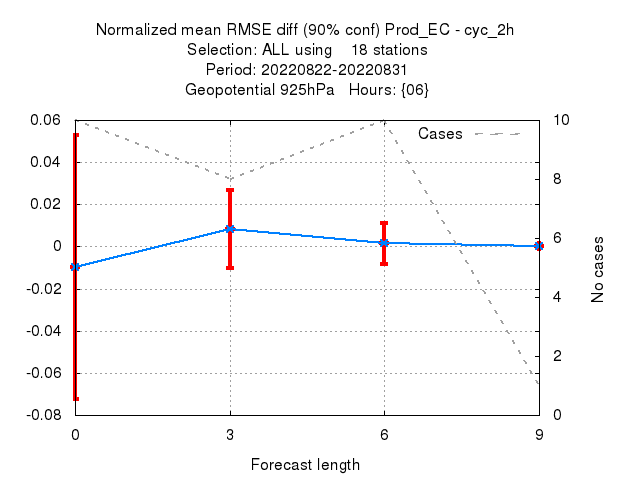 Normalized mean RMSE diff (90% conf) Prod_EC - cyc_2h
Selection: ALL using    18 stations
Period: 20220822-20220831
Geopotential 925hPa   Hours: {06}
Cases
0.06
0.04
0.02
0
-0.02
-0.04
-0.06
-0.08
10
8
6
4
2
0
No cases
0
3
6
9
Forecast length